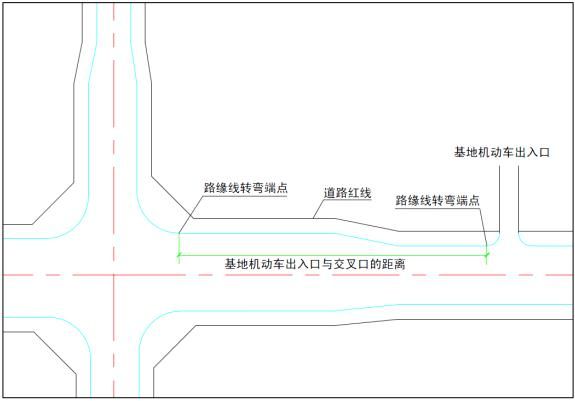 基地机动车出入口
路缘线转弯端点
道路红线
路缘线转弯端点
基地机动车出入口与交叉口的距离